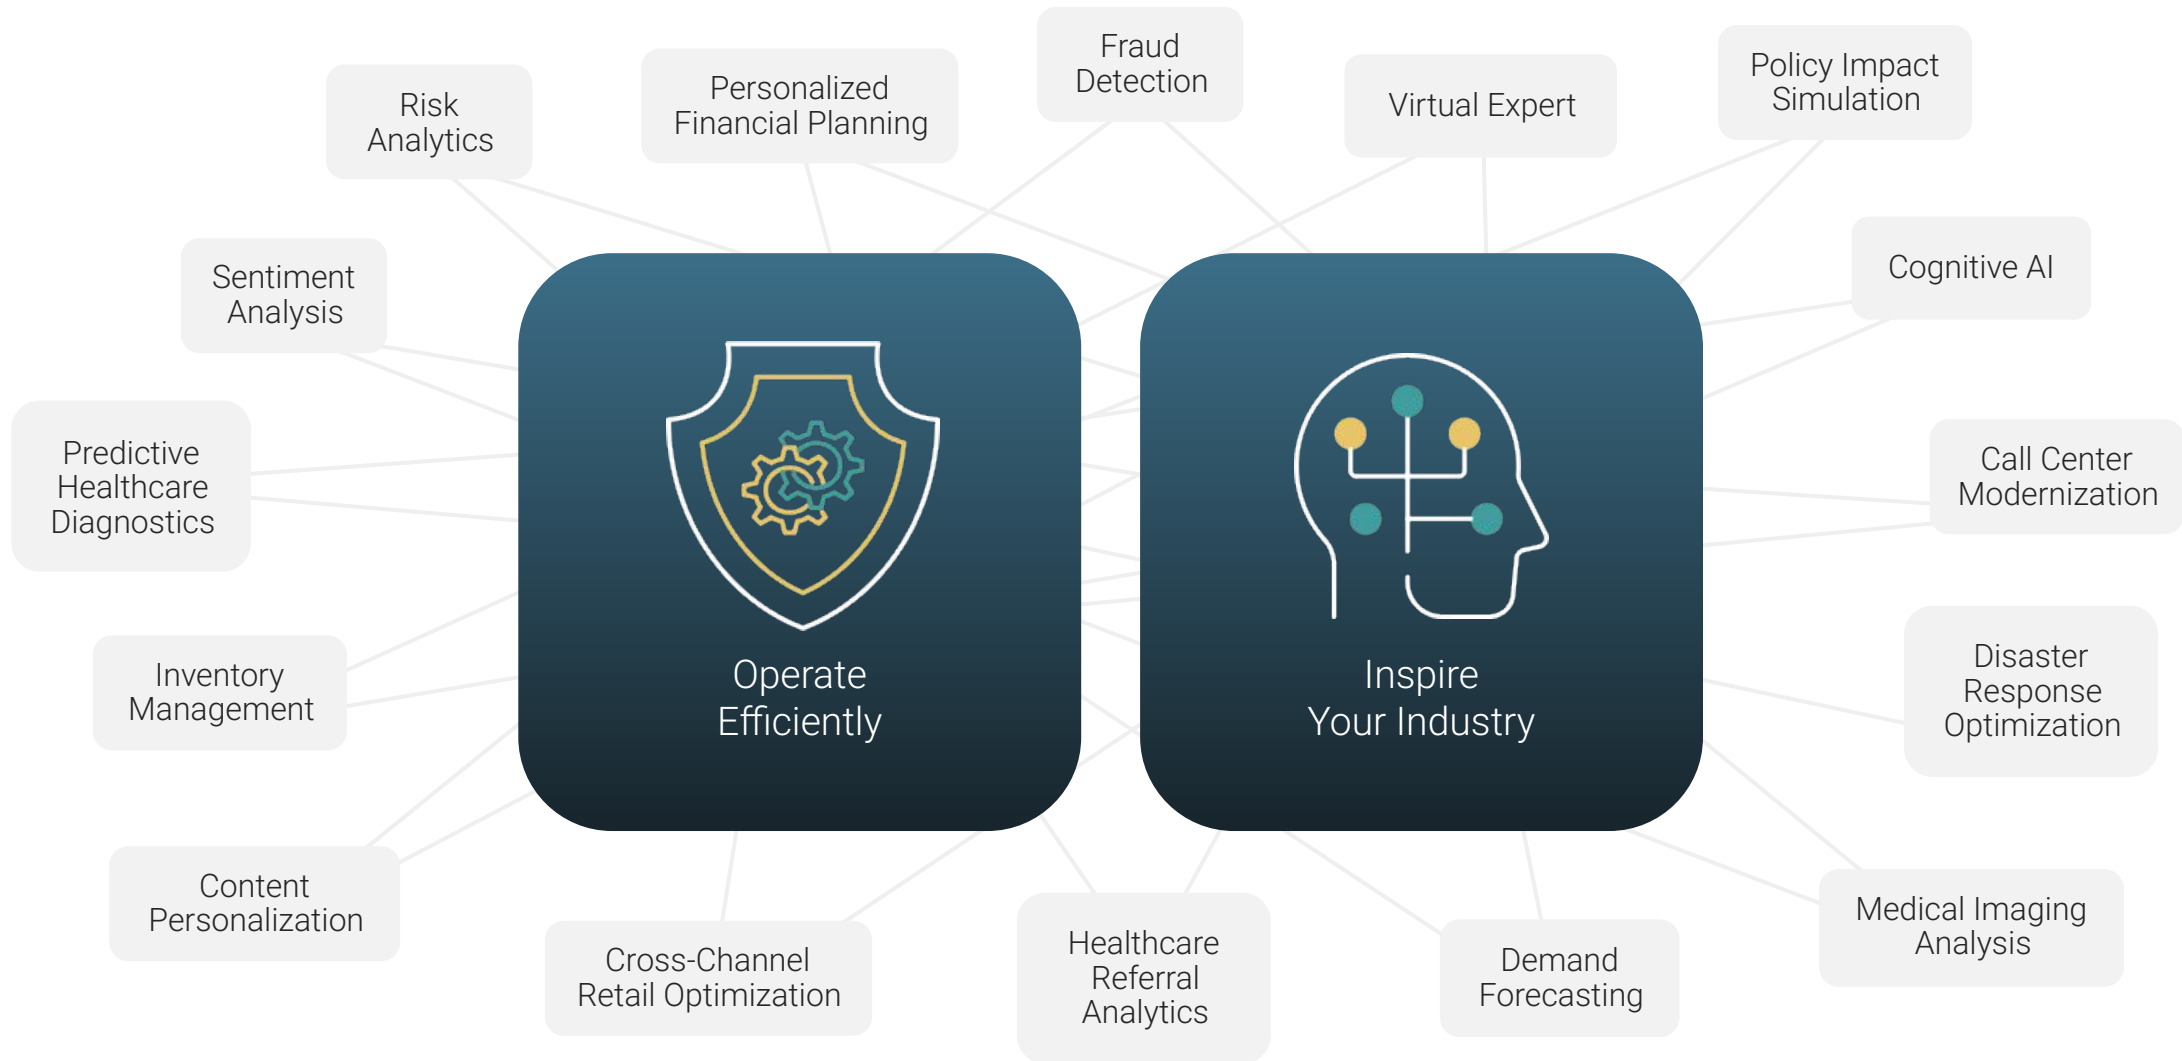 Fraud
Detection
Policy Impact
Simulation
Personalized
Financial Planning
Virtual Expert
Risk
Analytics
Cognitive AI
Sentiment
Analysis
Predictive
Healthcare
Diagnostics
Call Center
Modernization
Operate
Efficiently
Inspire
Your Industry
Inventory
Management
Disaster
Response
Optimization
Content
Personalization
Medical Imaging
Analysis
Cross-Channel
Retail Optimization
Healthcare
Referral
Analytics
Demand
Forecasting